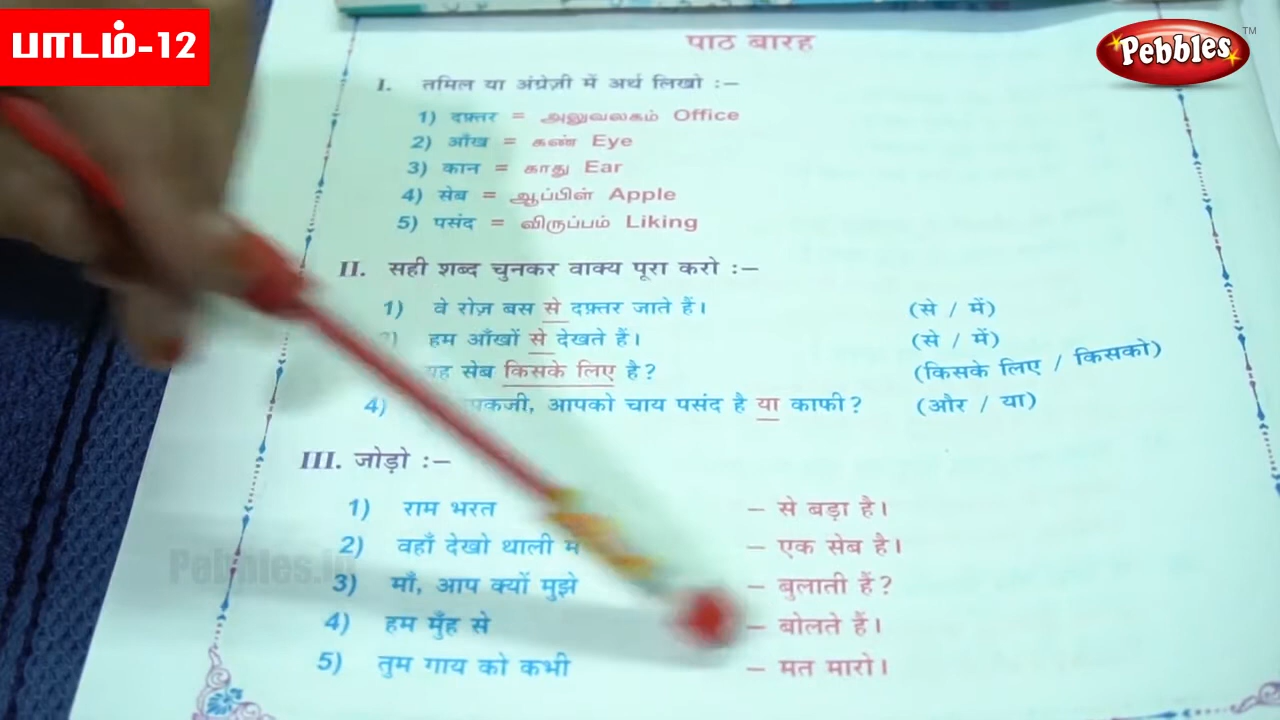 பாடம்-12
Pebbles TM
पाठ बारह
I. तमिल या अंग्रेज़ी में अर्थ लिखो :–
1) दफ़्तर = அலுவலகம் Office
2) आँख = கண் Eye
3) कान = காது Ear
4) सेब = ஆப்பிள் Apple
5) पसंद = விருப்பம் Liking
II. सही शब्द चुनकर वाक्य पूरा करो :–
1) वे रोज़ बस से दफ़्तर जाते हैं। (से / में)
हम आँखों से देखते हैं। (से / में)
सेब किसके लिए है? (किसके लिए / किसको)
4) आपको चाय पसंद है या काफी? (और / या)
III. जोड़ो :–
1) राम भरत – से बड़ा है।
2) वहाँ देखो थाली – एक सेब है।
3) माँ, आप क्यों मुझे – बुलाती हैं?
4) हम मुँह से – बोलते हैं।
5) तुम गाय को कभी – मत मारो।
Pebbles.in